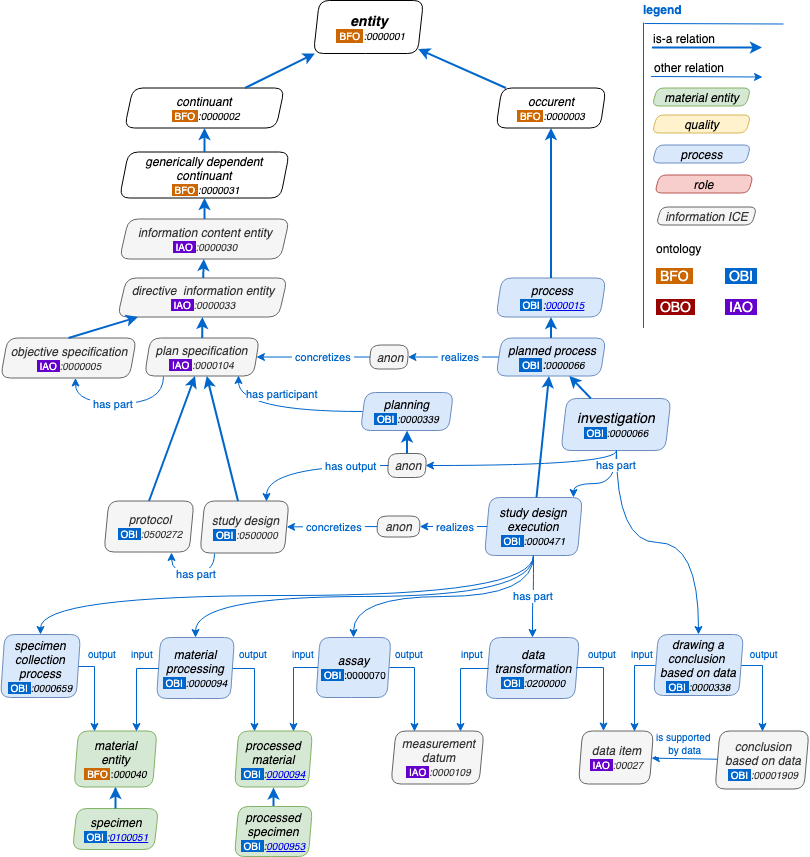 legend
entity
BFO :0000001
is-a relation
other relation
material entity
quality
process
role
information ICE
ontology
BFO
OBI
OBO
IAO
continuant
BFO :0000002
occurent
BFO :0000003
generically dependent
continuant
BFO :0000031
information content entity
IAO :0000030
directive information entity
IAO :0000033
process
OBI :0000015
objective specification
IAO :0000005
plan specification
IAO :0000104
concretizes
anon
realizes
planned process
OBI :0000066
has part
has participant
planning
OBI :0000339
investigation
OBI :0000066
has output
anon
has part
protocol
OBI :0500272
study design
OBI :0500000
concretizes
anon
realizes
study design
execution
OBI :0000471
has part
has part
specimen
collection
process
OBI :0000659
output
input
material
processing
OBI :0000094
output
input
assay
OBI :0000070
output
input
data
transformation
OBI :0200000
output
input
drawing a
conclusion
based on data
OBI :0000338
output
material
entity
BFO :000040
processed
material
OBI :0000094
measurement
datum
IAO :0000109
data item
IAO :00027
is supported
by data
conclusion
based on data
OBI :00001909
specimen
OBI :0100051
processed
specimen
OBI :0000953